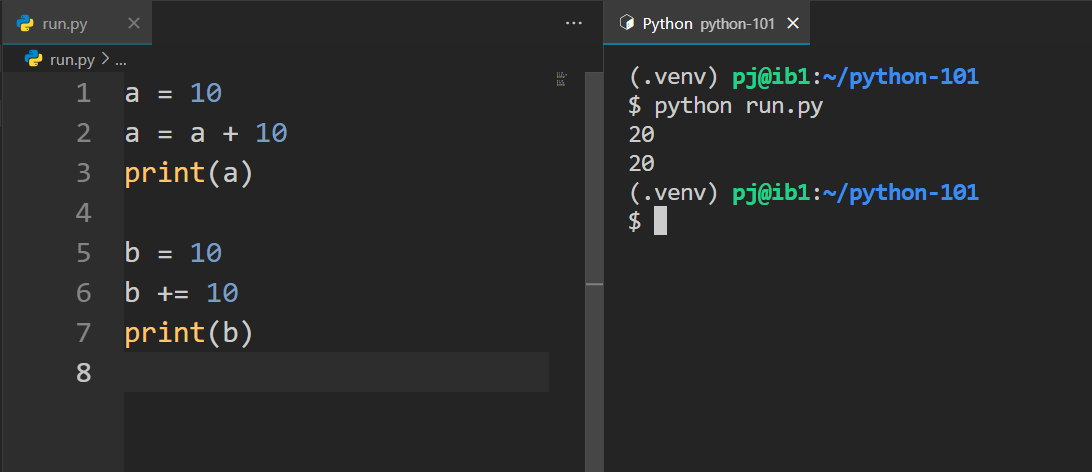 run.py
...
run.py > ...
1 a = 10
2 a = a + 10
3 print(a)
4
5 b = 10
6 b += 10
7 print(b)
8
Python python-101
(.venv) pj@ib1:~/python-101
$ python run.py
20
20
(.venv) pj@ib1:~/python-101
$